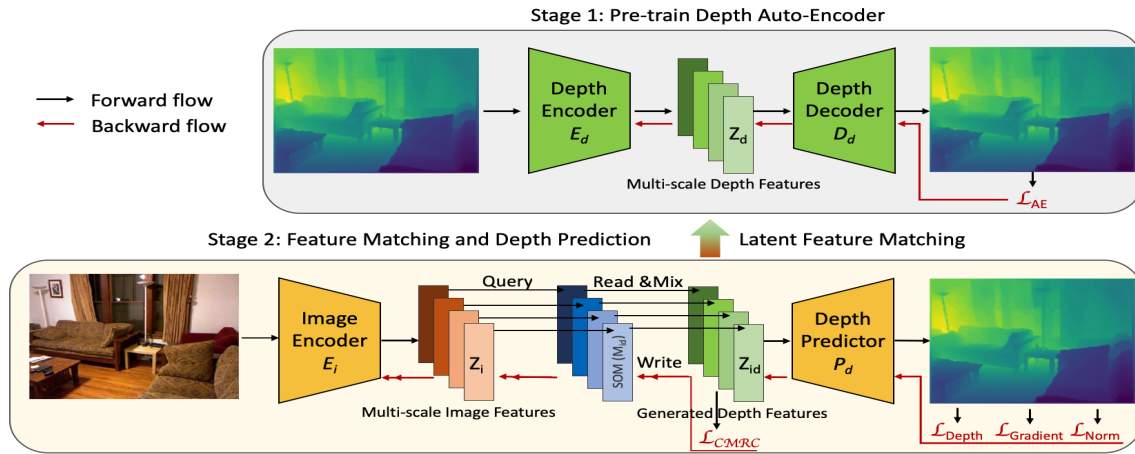 Stage 1: Pre-train Depth Auto-Encoder
Forward flow
Backward flow
Depth
Encoder
E_d
Z_d
Multi-scale Depth Features
Depth
Decoder
D_d
ℒ_AE
Stage 2: Feature Matching and Depth Prediction
Latent Feature Matching
Image
Encoder
E_i
Query
Read &Mix
Z_i
Multi-scale Image Features
SOM (M_id)
Write
Z_id
Generated Depth Features
ℒ_CMRC
Depth
Predictor
P_d
ℒ_Depth
ℒ_Gradient
ℒ_Norm